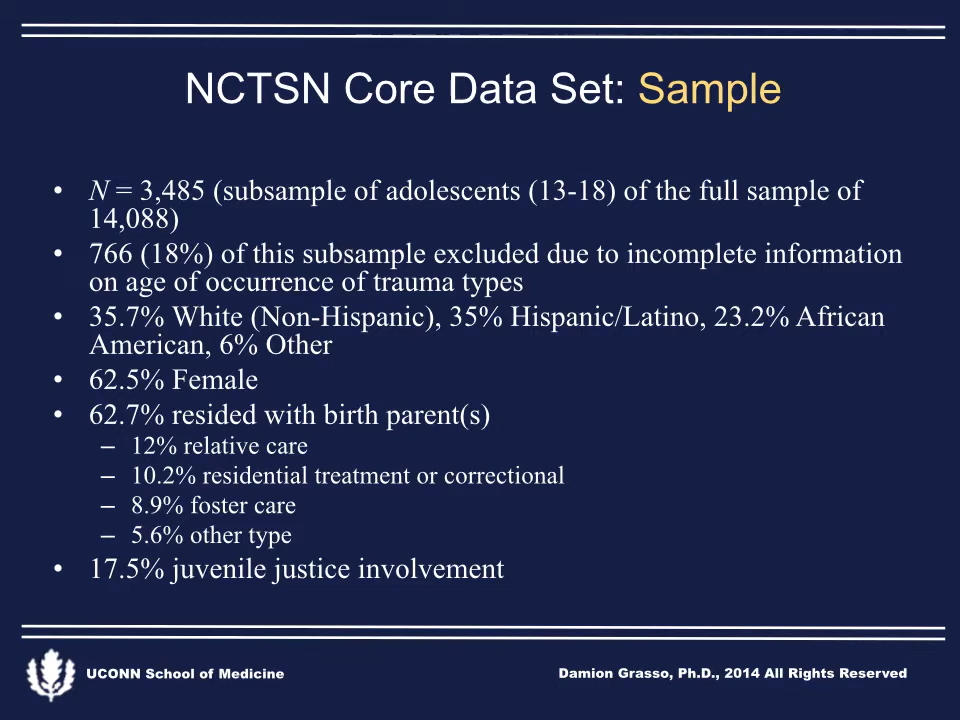 NCTSN Core Data Set: Sample
• N = 3,485 (subsample of adolescents (13-18) of the full sample of
14,088)
• 766 (18%) of this subsample excluded due to incomplete information
on age of occurrence of trauma types
• 35.7% White (Non-Hispanic), 35% Hispanic/Latino, 23.2% African
American, 6% Other
• 62.5% Female
• 62.7% resided with birth parent(s)
– 12% relative care
– 10.2% residential treatment or correctional
– 8.9% foster care
– 5.6% other type
• 17.5% juvenile justice involvement
UCONN School of Medicine
Damion Grasso, Ph.D., 2014 All Rights Reserved